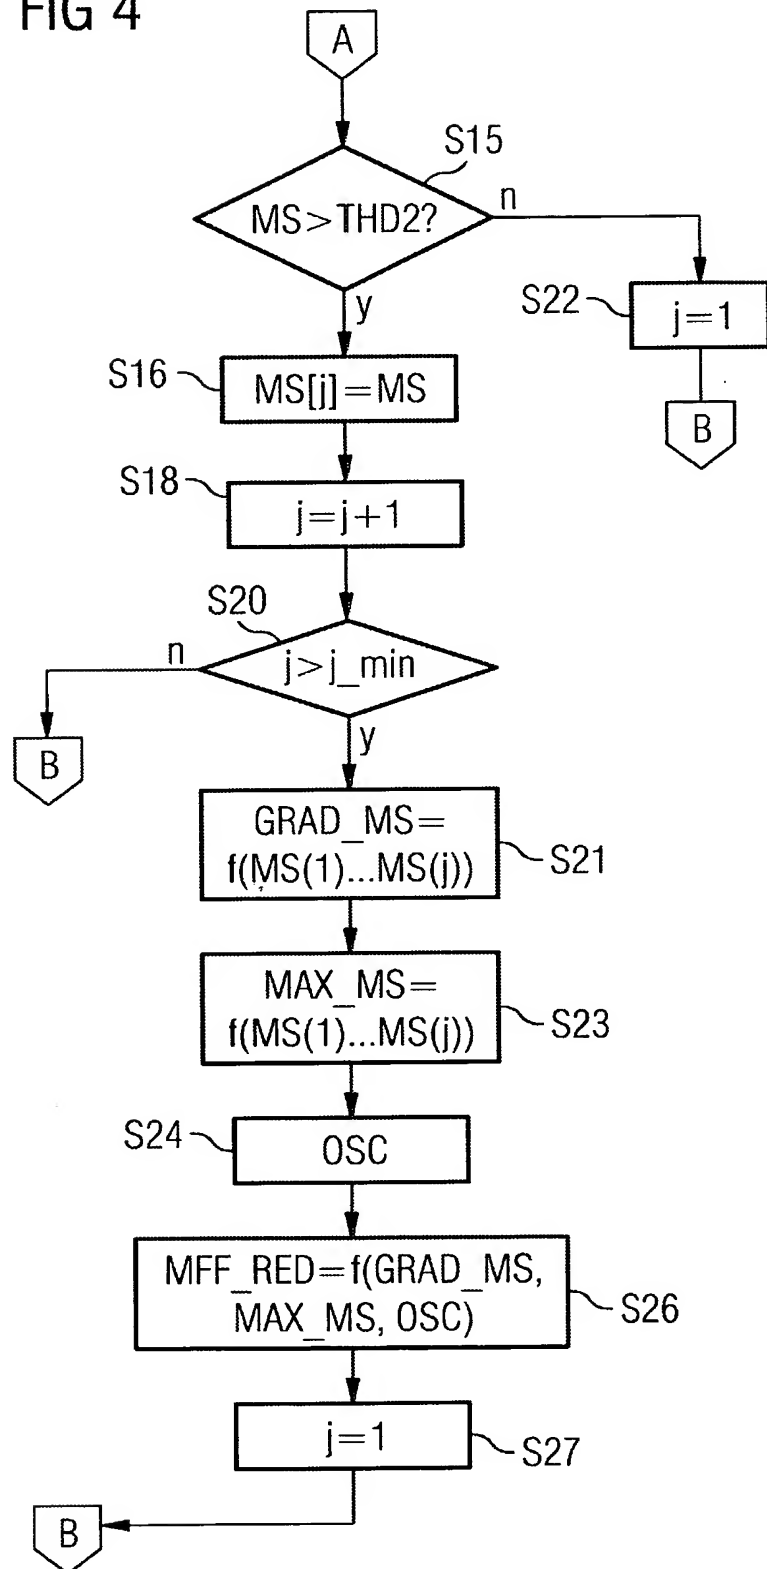 FIG 4
A
S15
MS>THD2?
n
y
S22
j=1
B
S16
MS[j]=MS
S18
j=j+1
S20
n
j>j_min
y
B
GRAD_MS=
f(MS(1)...MS(j))
S21
MAX_MS=
f(MS(1)...MS(j))
S23
S24
OSC
MFF_RED=f(GRAD_MS,
MAX_MS, OSC)
S26
j=1
S27
B